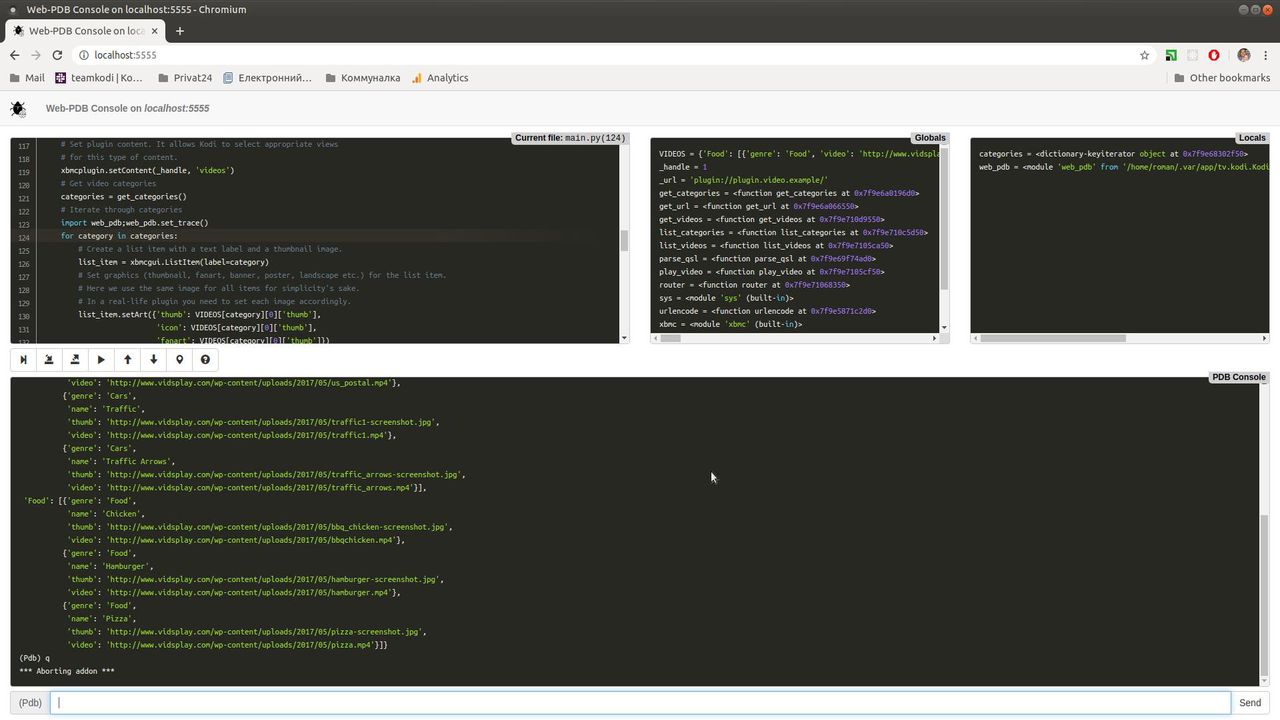 Web-PDB Console on localhost:5555 - Chromium
Web-PDB Console on loca
localhost:5555
Mail
teamkodi | Ko…
Privat24
Електронний…
Коммуналка
Analytics
Other bookmarks
Web-PDB Console on localhost:5555
Current file: main.py(124)
117 # Set plugin content. It allows Kodi to select appropriate views
118 # for this type of content.
119 xbmcplugin.setContent(_handle, 'videos')
120 # Get video categories
121 categories = get_categories()
122 # Iterate through categories
123 import web_pdb;web_pdb.set_trace()
124 for category in categories:
125 # Create a list item with a text label and a thumbnail image.
126 list_item = xbmcgui.ListItem(label=category)
127 # Set graphics (thumbnail, fanart, banner, poster, landscape etc.) for the list item.
128 # Here we use the same image for all items for simplicity's sake.
129 # In a real-life plugin you need to set each image accordingly.
130 list_item.setArt({'thumb': VIDEOS[category][0]['thumb'],
131 'icon': VIDEOS[category][0]['thumb'],
132 'fanart': VIDEOS[category][0]['thumb']})
Globals
VIDEOS = {'Food': [{'genre': 'Food', 'video': 'http://www.vidspla
_handle = 1
_url = 'plugin://plugin.video.example/'
get_categories = <function get_categories at 0x7f9e6a0196d0>
get_url = <function get_url at 0x7f9e6a066550>
get_videos = <function get_videos at 0x7f9e710d9550>
list_categories = <function list_categories at 0x7f9e710c5d50>
list_videos = <function list_videos at 0x7f9e7105ca50>
parse_qsl = <function parse_qsl at 0x7f9e69f74ad0>
play_video = <function play_video at 0x7f9e7105cf50>
router = <function router at 0x7f9e71068350>
sys = <module 'sys' (built-in)>
urlencode = <function urlencode at 0x7f9e5871c2d0>
xbmc = <module 'xbmc' (built-in)>
Locals
categories = <dictionary-keyiterator object at 0x7f9e68302f50>
web_pdb = <module 'web_pdb' from '/home/roman/.var/app/tv.kodi.Kodi
PDB Console
'video': 'http://www.vidsplay.com/wp-content/uploads/2017/05/us_postal.mp4'},
{'genre': 'Cars',
'name': 'Traffic',
'thumb': 'http://www.vidsplay.com/wp-content/uploads/2017/05/traffic1-screenshot.jpg',
'video': 'http://www.vidsplay.com/wp-content/uploads/2017/05/traffic1.mp4'},
{'genre': 'Cars',
'name': 'Traffic Arrows',
'thumb': 'http://www.vidsplay.com/wp-content/uploads/2017/05/traffic_arrows-screenshot.jpg',
'video': 'http://www.vidsplay.com/wp-content/uploads/2017/05/traffic_arrows.mp4'}],
'Food': [{'genre': 'Food',
'name': 'Chicken',
'thumb': 'http://www.vidsplay.com/wp-content/uploads/2017/05/bbq_chicken-screenshot.jpg',
'video': 'http://www.vidsplay.com/wp-content/uploads/2017/05/bbqchicken.mp4'},
{'genre': 'Food',
'name': 'Hamburger',
'thumb': 'http://www.vidsplay.com/wp-content/uploads/2017/05/hamburger-screenshot.jpg',
'video': 'http://www.vidsplay.com/wp-content/uploads/2017/05/hamburger.mp4'},
{'genre': 'Food',
'name': 'Pizza',
'thumb': 'http://www.vidsplay.com/wp-content/uploads/2017/05/pizza-screenshot.jpg',
'video': 'http://www.vidsplay.com/wp-content/uploads/2017/05/pizza.mp4'}]}
(Pdb) q
*** Aborting addon ***
(Pdb)
Send